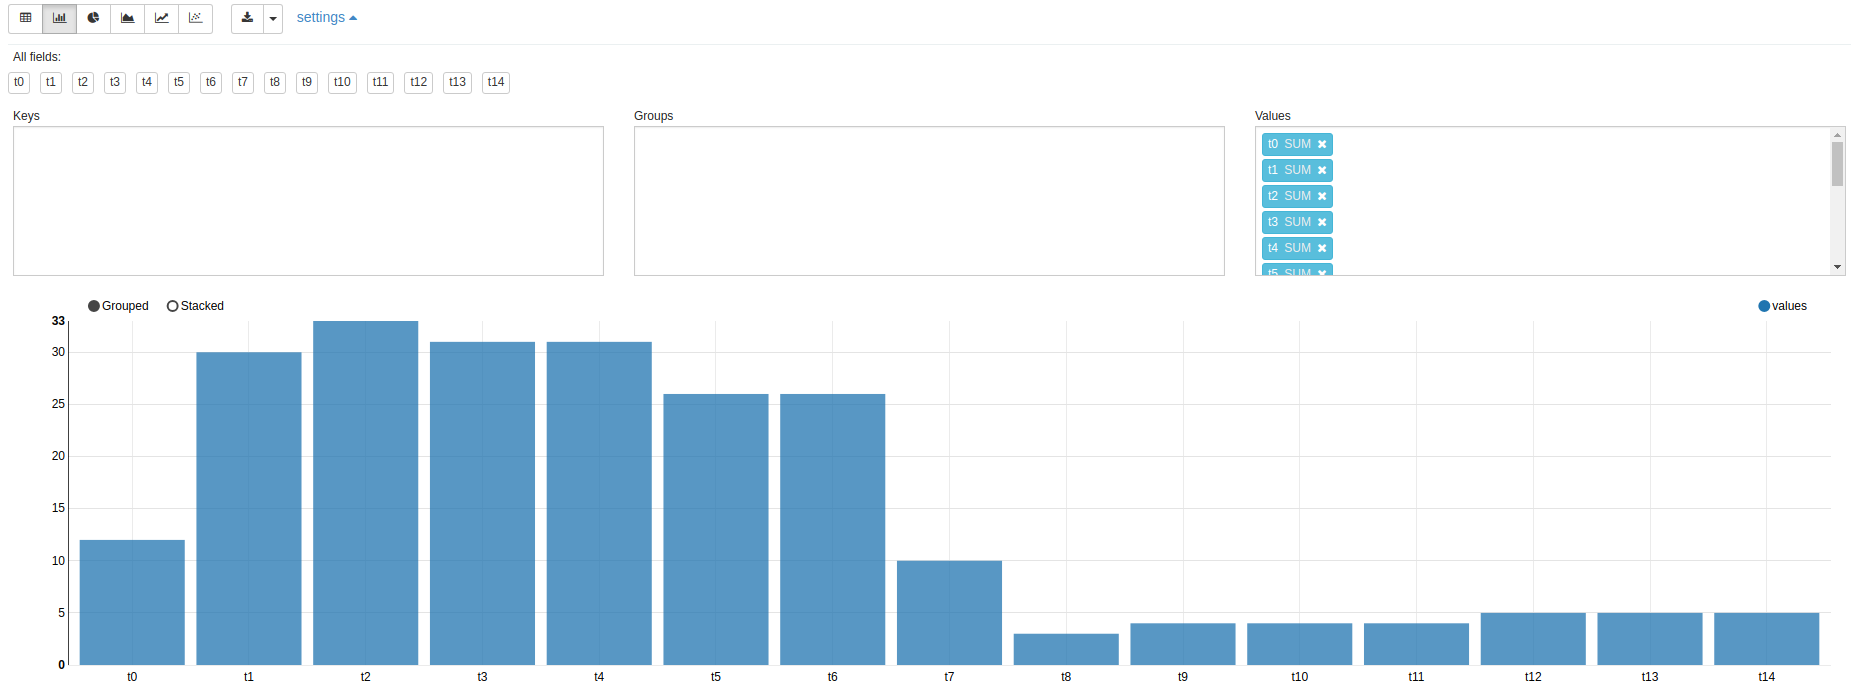 settings
All fields:
t0 t1 t2 t3 t4 t5 t6 t7 t8 t9 t10 t11 t12 t13 t14
Keys Groups Values
t0 SUM
t1 SUM
t2 SUM
t3 SUM
t4 SUM
t5 SUM
Grouped Stacked values
33
30
25
20
15
10
5
0
t0 t1 t2 t3 t4 t5 t6 t7 t8 t9 t10 t11 t12 t13 t14